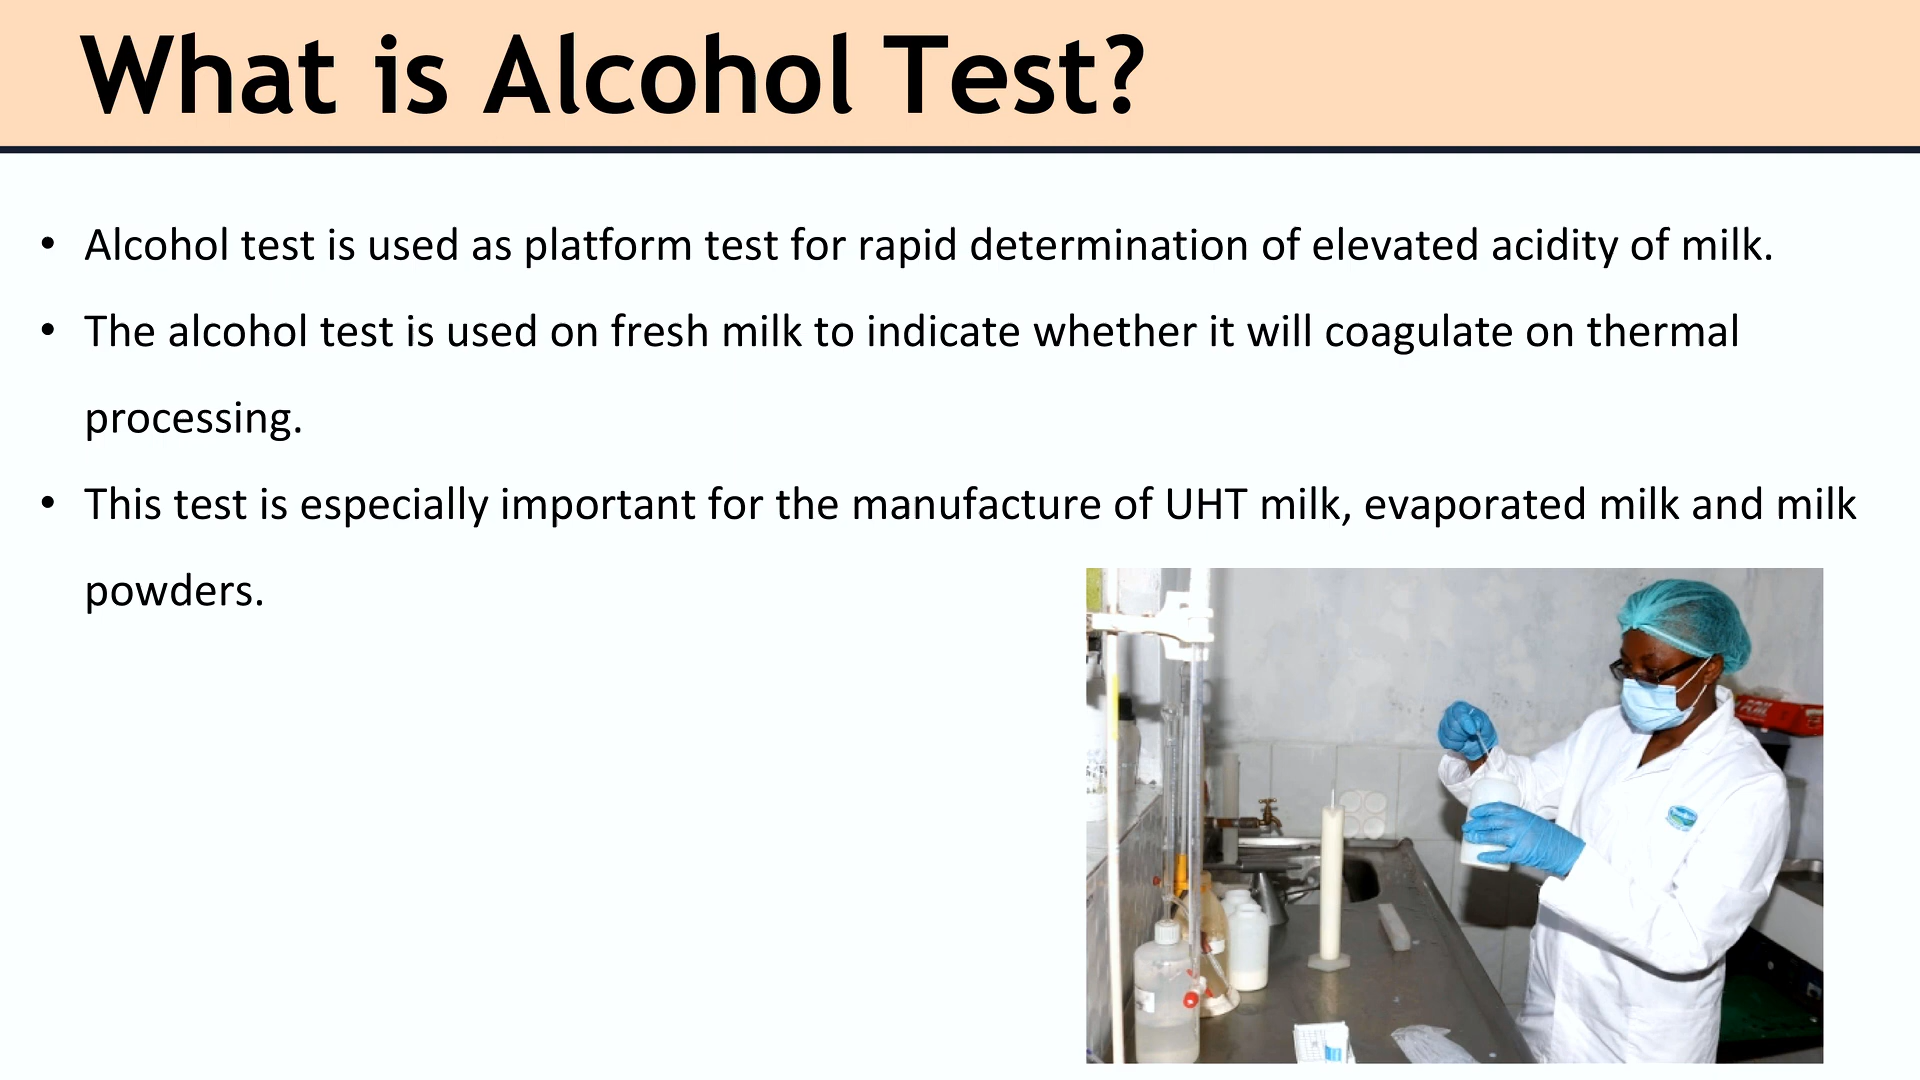 What is Alcohol Test?
• Alcohol test is used as platform test for rapid determination of elevated acidity of milk.
• The alcohol test is used on fresh milk to indicate whether it will coagulate on thermal
processing.
• This test is especially important for the manufacture of UHT milk, evaporated milk and milk
powders.